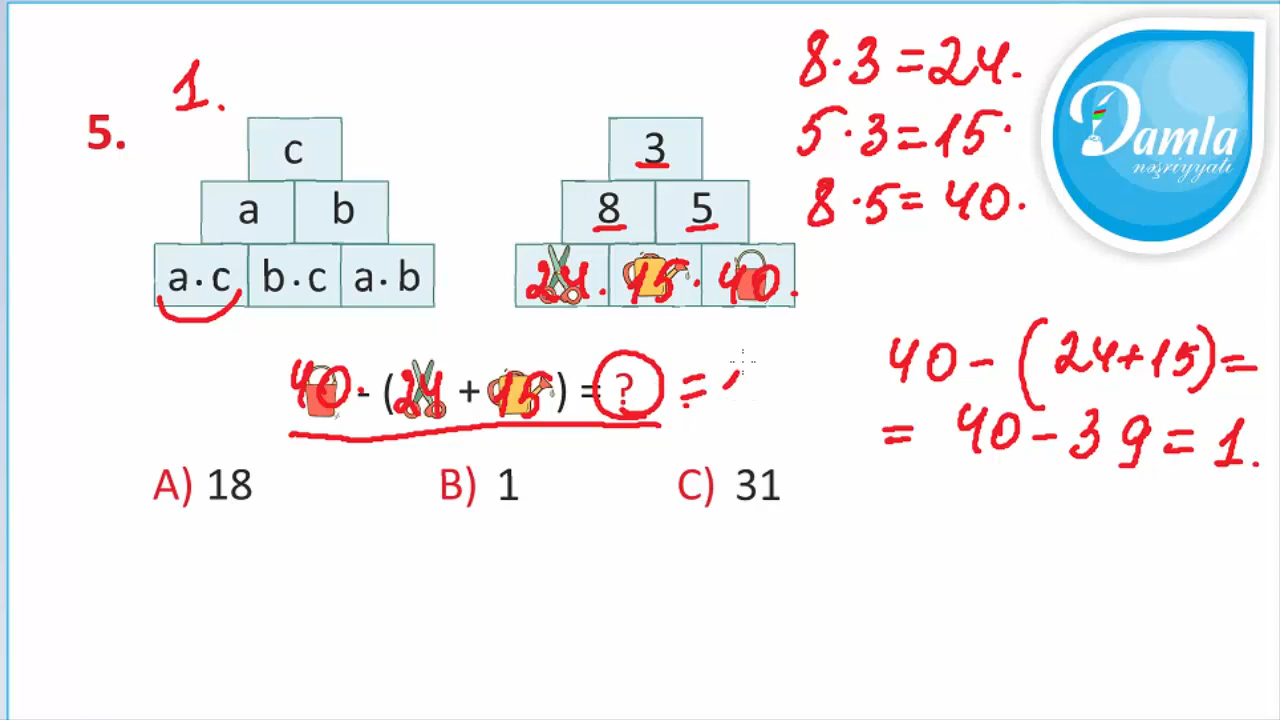 1.
5.
c
a b
a·c b·c a·b
3
8 5
24. 15. 40.
40. - (24 + 15) = ? =
A) 18 B) 1 C) 31
8·3=24.
5·3=15.
8·5=40.
40-(24+15)=
= 40-39=1.
Damla
nəşriyyatı